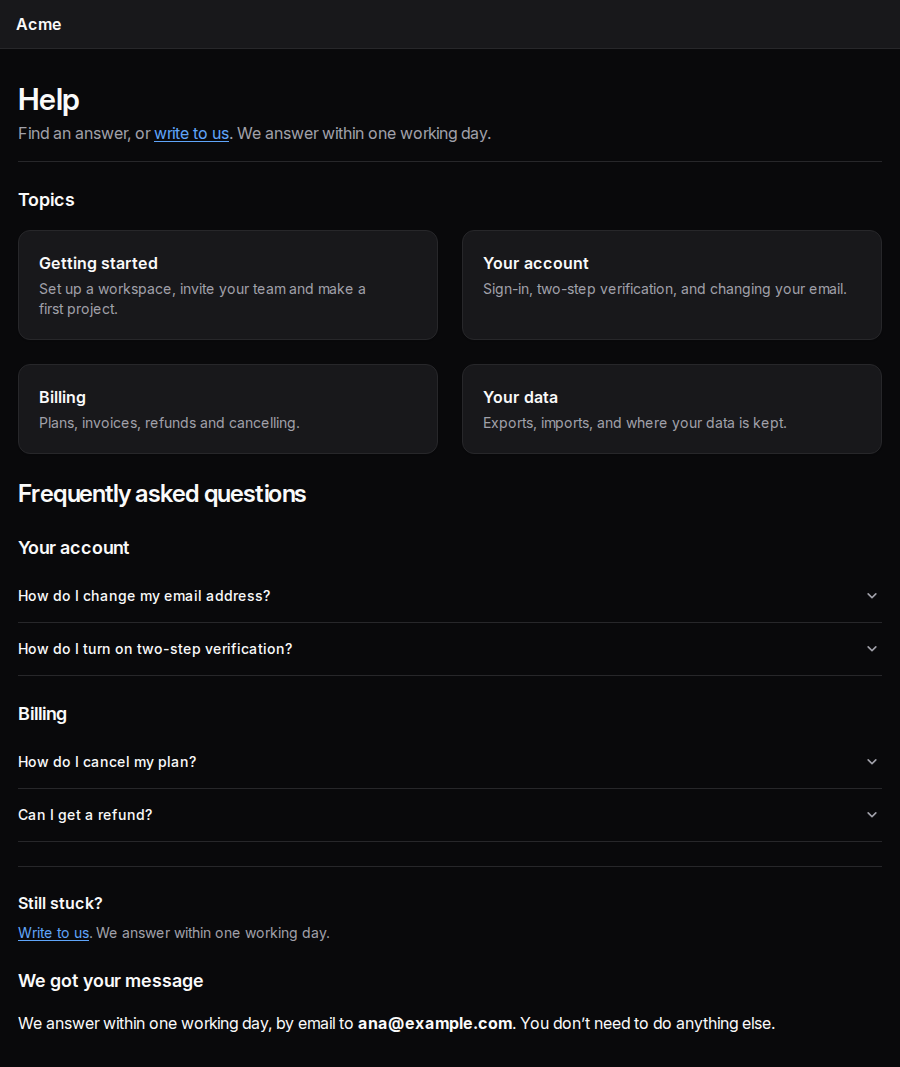 Acme
Help
Find an answer, or write to us. We answer within one working day.
Topics
Getting started
Set up a workspace, invite your team and make a
first project.
Your account
Sign-in, two-step verification, and changing your email.
Billing
Plans, invoices, refunds and cancelling.
Your data
Exports, imports, and where your data is kept.
Frequently asked questions
Your account
How do I change my email address?
How do I turn on two-step verification?
Billing
How do I cancel my plan?
Can I get a refund?
Still stuck?
Write to us. We answer within one working day.
We got your message
We answer within one working day, by email to ana@example.com. You don’t need to do anything else.